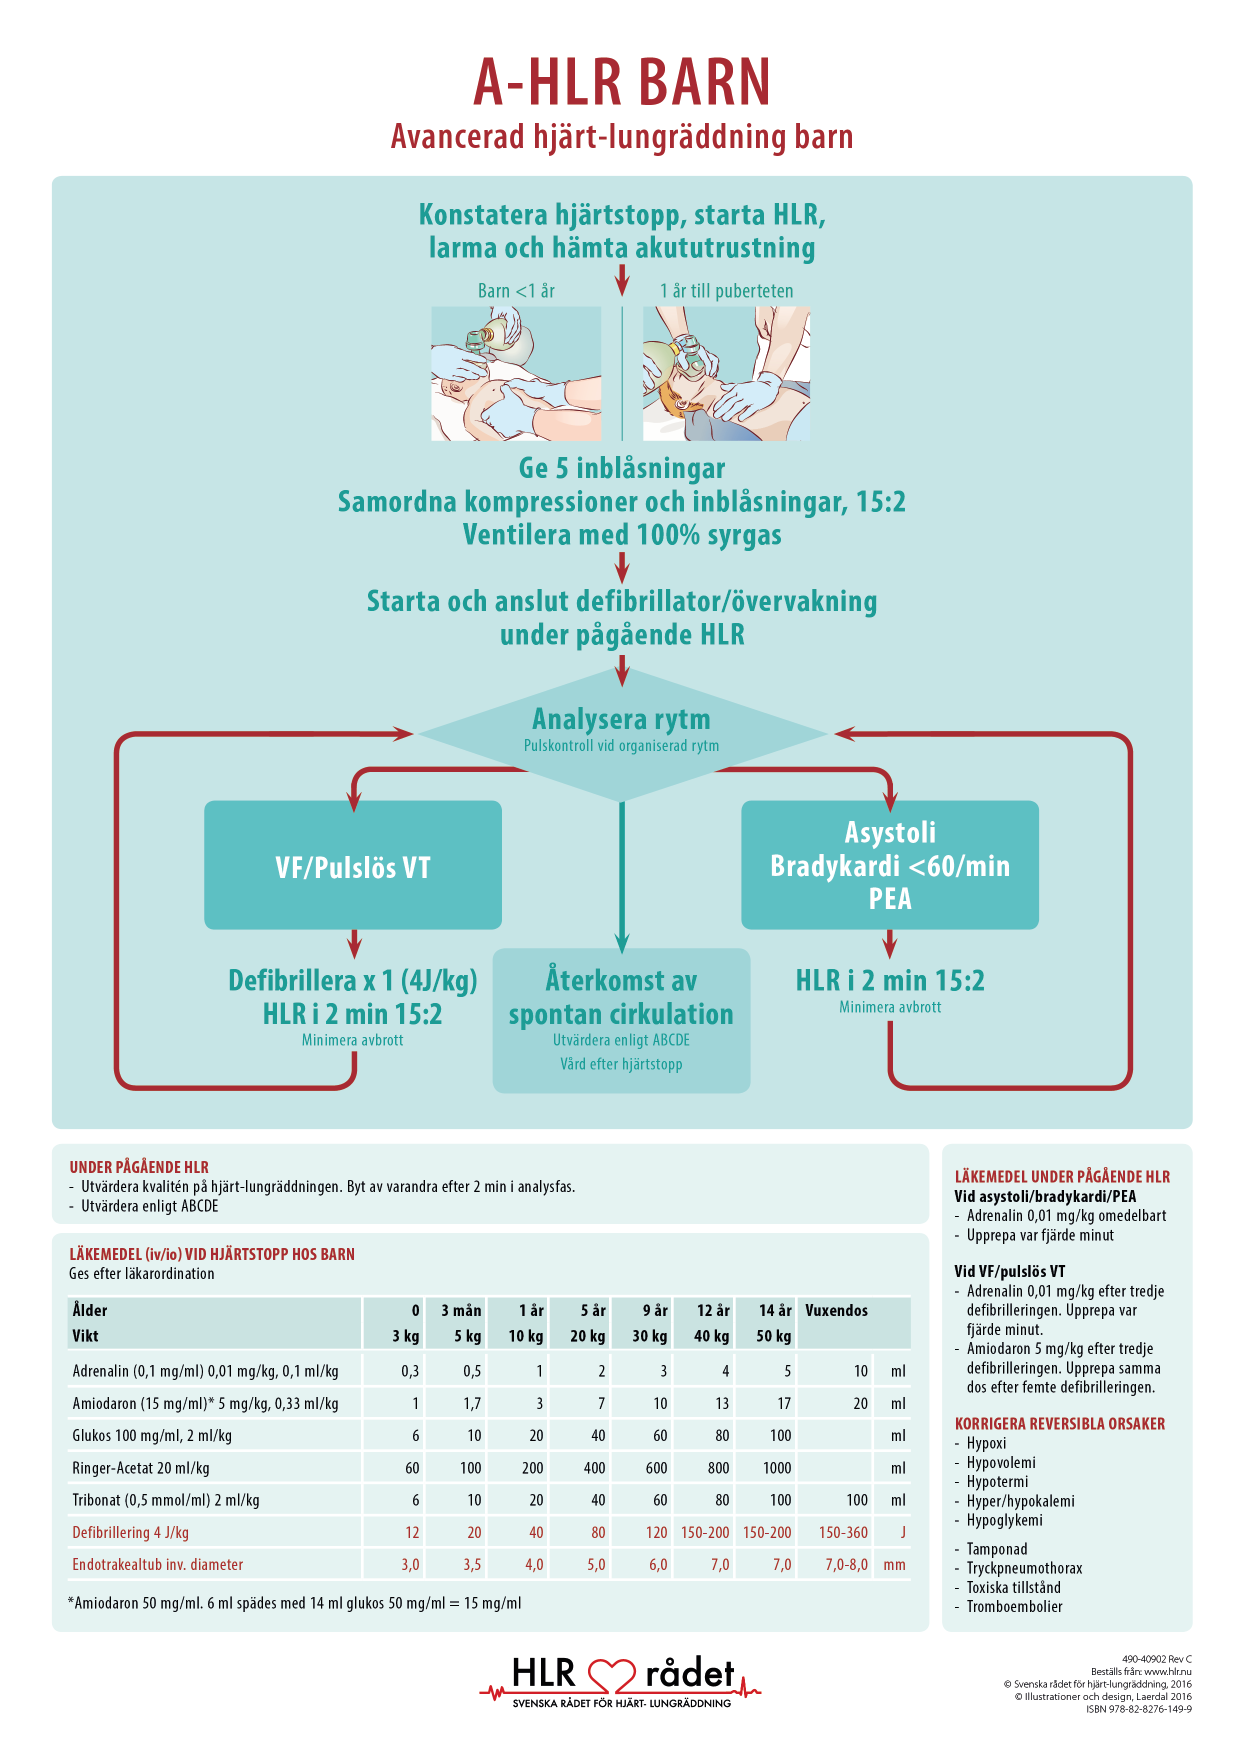 A-HLR BARN
Avancerad hjärt-lungräddning barn
Konstatera hjärtstopp, starta HLR,
larma och hämta akututrustning
Barn <1 år
1 år till puberteten
Ge 5 inblåsningar
Samordna kompressioner och inblåsningar, 15:2
Ventilera med 100% syrgas
Starta och anslut defibrillator/övervakning
under pågående HLR
Analysera rytm
Pulskontroll vid organiserad rytm
VF/Pulslös VT
Asystoli
Bradykardi <60/min
PEA
Defibrillera x 1 (4J/kg)
HLR i 2 min 15:2
Minimera avbrott
Återkomst av
spontan cirkulation
Utvärdera enligt ABCDE
Vård efter hjärtstopp
HLR i 2 min 15:2
Minimera avbrott
UNDER PÅGÅENDE HLR
- Utvärdera kvalitén på hjärt-lungräddningen. Byt av varandra efter 2 min i analysfas.
- Utvärdera enligt ABCDE
LÄKEMEDEL (iv/io) VID HJÄRTSTOPP HOS BARN
Ges efter läkarordination
Ålder 0 3 mån 1 år 5 år 9 år 12 år 14 år Vuxendos
Vikt 3 kg 5 kg 10 kg 20 kg 30 kg 40 kg 50 kg
Adrenalin (0,1 mg/ml) 0,01 mg/kg, 0,1 ml/kg 0,3 0,5 1 2 3 4 5 10 ml
Amiodaron (15 mg/ml)* 5 mg/kg, 0,33 ml/kg 1 1,7 3 7 10 13 17 20 ml
Glukos 100 mg/ml, 2 ml/kg 6 10 20 40 60 80 100 ml
Ringer-Acetat 20 ml/kg 60 100 200 400 600 800 1000 ml
Tribonat (0,5 mmol/ml) 2 ml/kg 6 10 20 40 60 80 100 100 ml
Defibrillering 4 J/kg 12 20 40 80 120 150-200 150-200 150-360 J
Endotrakealtub inv. diameter 3,0 3,5 4,0 5,0 6,0 7,0 7,0 7,0-8,0 mm
*Amiodaron 50 mg/ml. 6 ml spädes med 14 ml glukos 50 mg/ml = 15 mg/ml
LÄKEMEDEL UNDER PÅGÅENDE HLR
Vid asystoli/bradykardi/PEA
- Adrenalin 0,01 mg/kg omedelbart
- Upprepa var fjärde minut
Vid VF/pulslös VT
- Adrenalin 0,01 mg/kg efter tredje
defibrilleringen. Upprepa var
fjärde minut.
- Amiodaron 5 mg/kg efter tredje
defibrilleringen. Upprepa samma
dos efter femte defibrilleringen.
KORRIGERA REVERSIBLA ORSAKER
- Hypoxi
- Hypovolemi
- Hypotermi
- Hyper/hypokalemi
- Hypoglykemi
- Tamponad
- Tryckpneumothorax
- Toxiska tillstånd
- Tromboembolier
HLR rådet
SVENSKA RÅDET FÖR HJÄRT- LUNGRÄDDNING
490-40902 Rev C
Beställs från: www.hlr.nu
© Svenska rådet för hjärt-lungräddning, 2016
© Illustrationer och design, Laerdal 2016
ISBN 978-82-8276-149-9